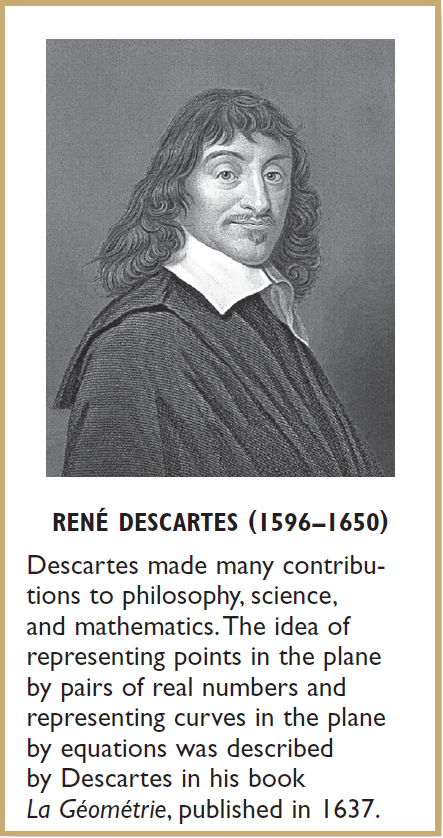 RENÉ DESCARTES (1596–1650)
Descartes made many contribu-
tions to philosophy, science,
and mathematics. The idea of
representing points in the plane
by pairs of real numbers and
representing curves in the plane
by equations was described
by Descartes in his book
La Géométrie, published in 1637.